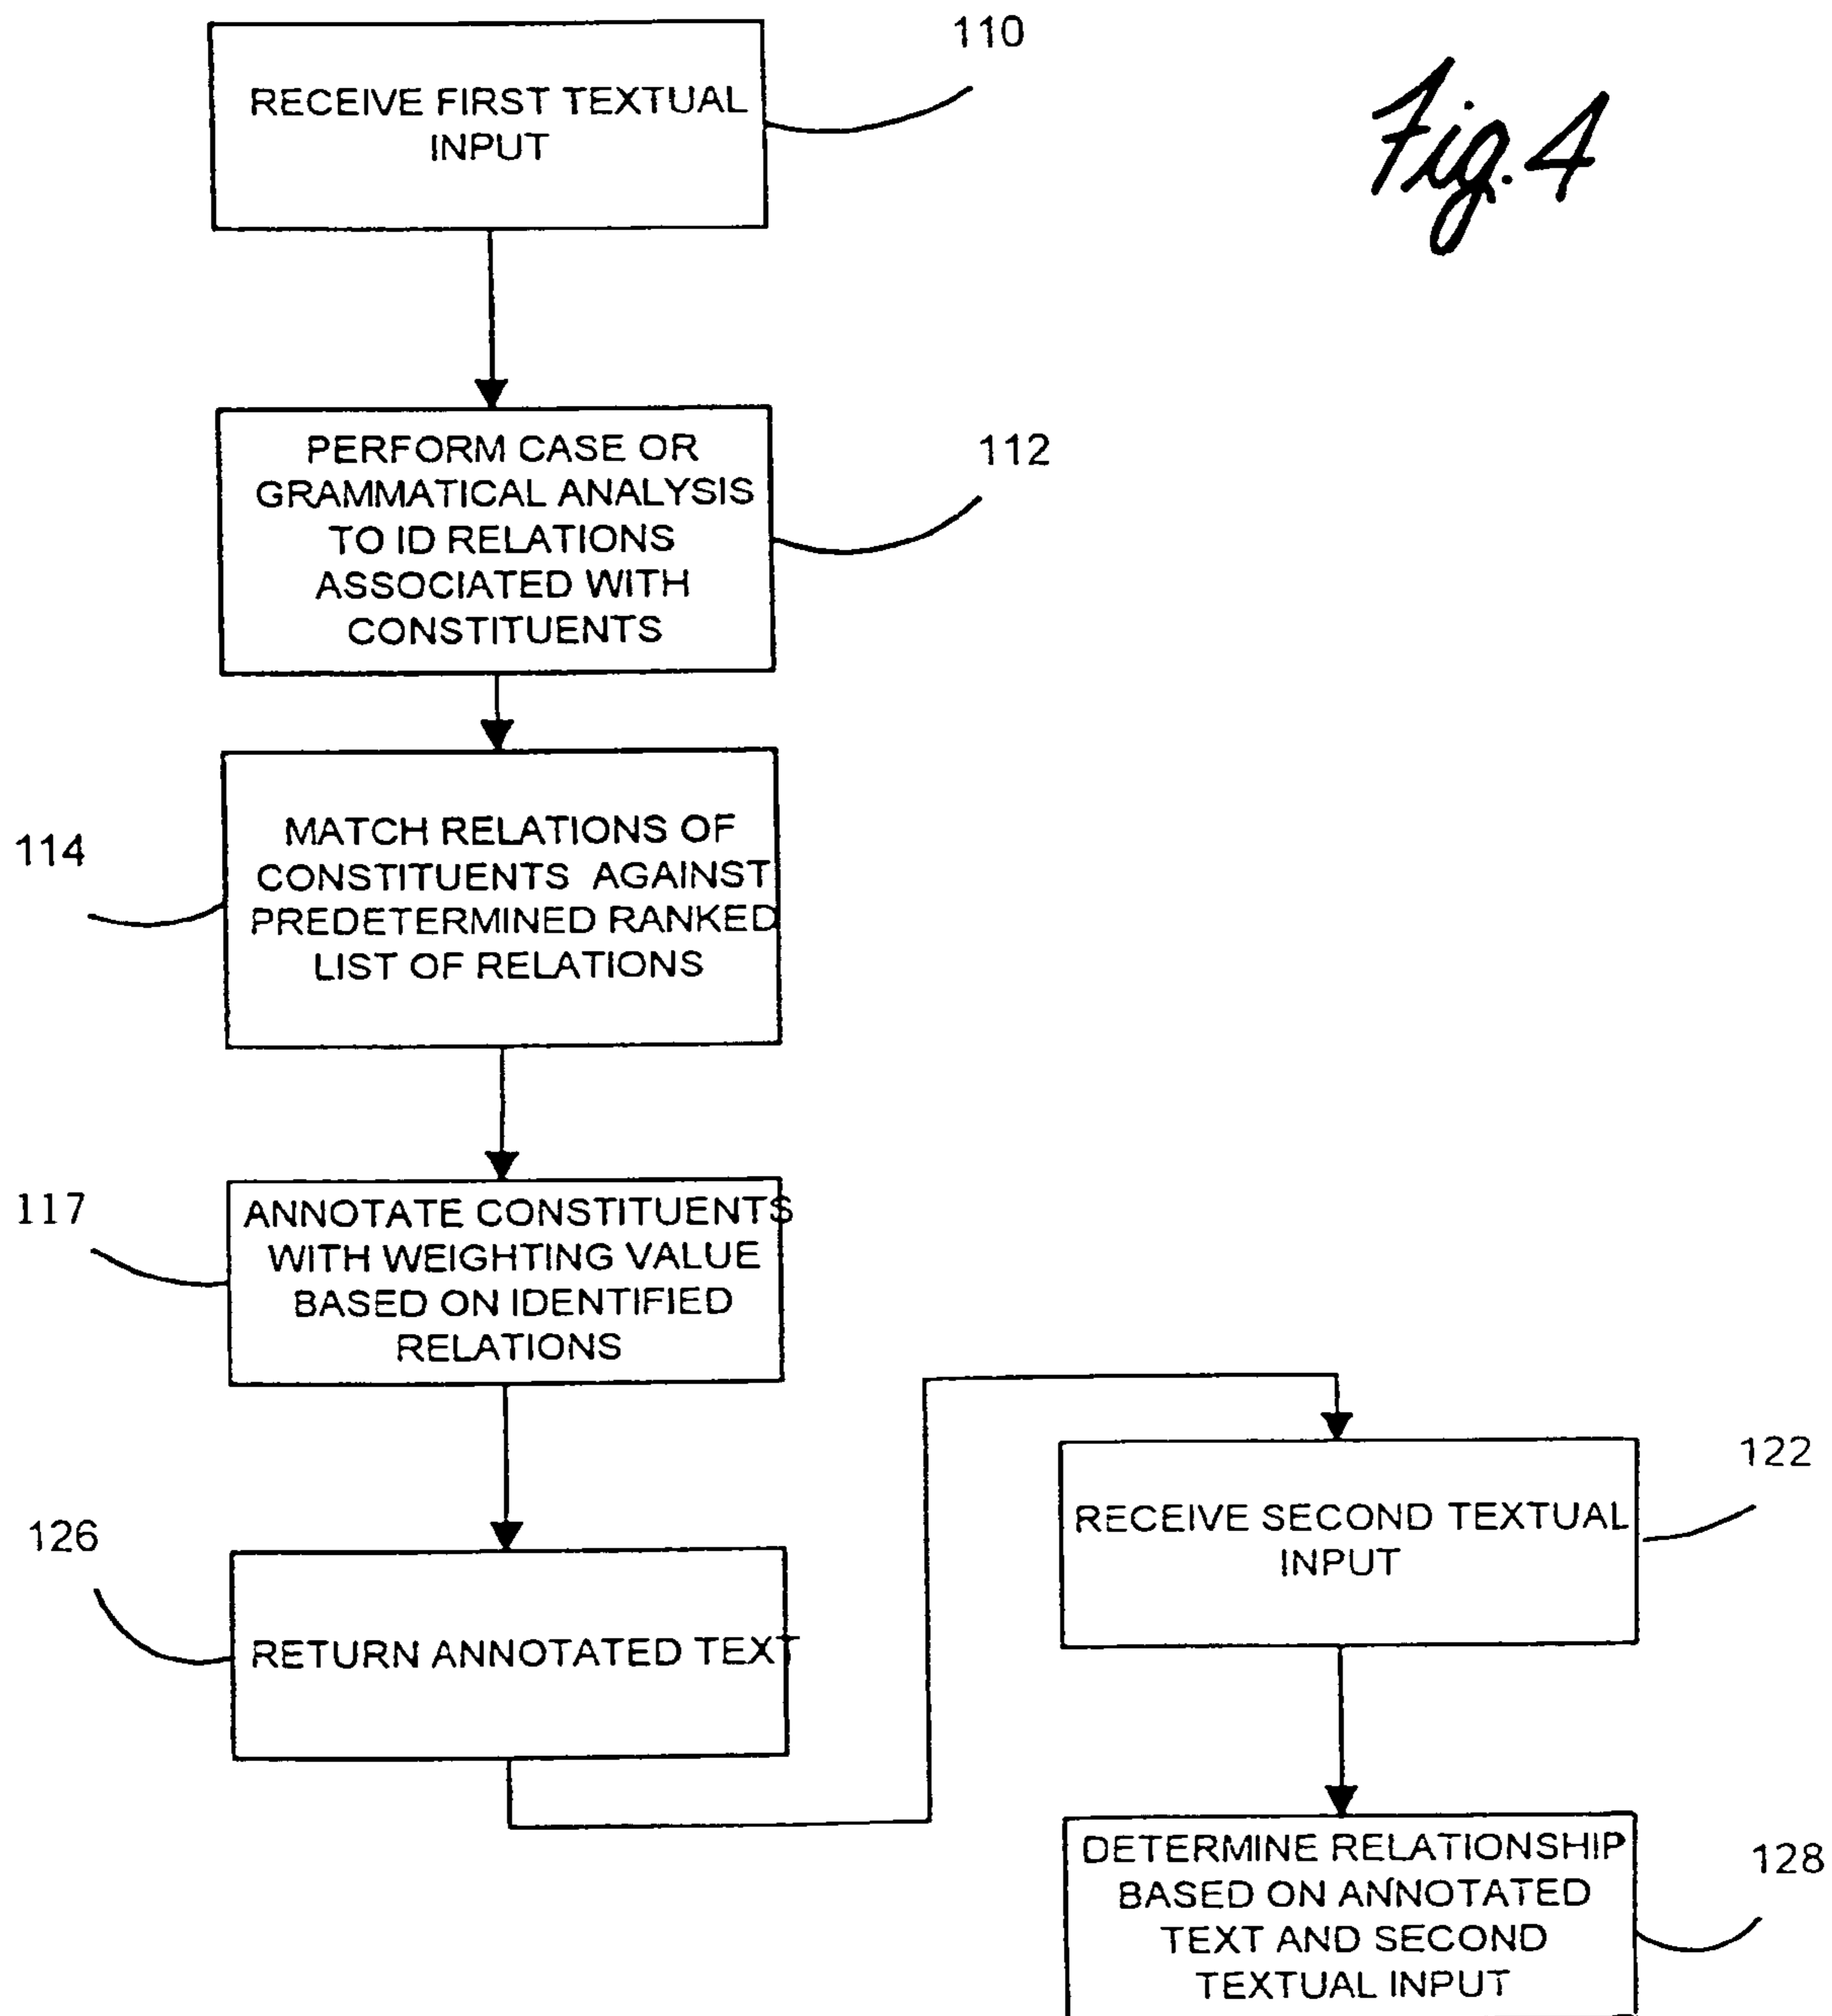 110
Fig. 4
RECEIVE FIRST TEXTUAL
INPUT
112
PERFORM CASE OR
GRAMMATICAL ANALYSIS
TO ID RELATIONS
ASSOCIATED WITH
CONSTITUENTS
114
MATCH RELATIONS OF
CONSTITUENTS AGAINST
PREDETERMINED RANKED
LIST OF RELATIONS
117
ANNOTATE CONSTITUENTS
WITH WEIGHTING VALUE
BASED ON IDENTIFIED
RELATIONS
126
RETURN ANNOTATED TEXT
122
RECEIVE SECOND TEXTUAL
INPUT
128
DETERMINE RELATIONSHIP
BASED ON ANNOTATED
TEXT AND SECOND
TEXTUAL INPUT